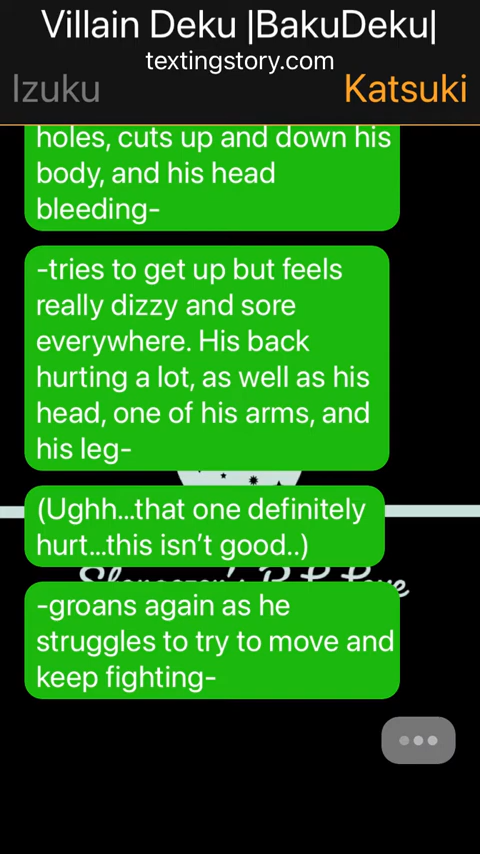 Villain Deku |BakuDeku|
textingstory.com
Izuku
Katsuki
holes, cuts up and down his
body, and his head
bleeding-
-tries to get up but feels
really dizzy and sore
everywhere. His back
hurting a lot, as well as his
head, one of his arms, and
his leg-
(Ughh...that one definitely
hurt...this isn't good..)
-groans again as he
struggles to try to move and
keep fighting-